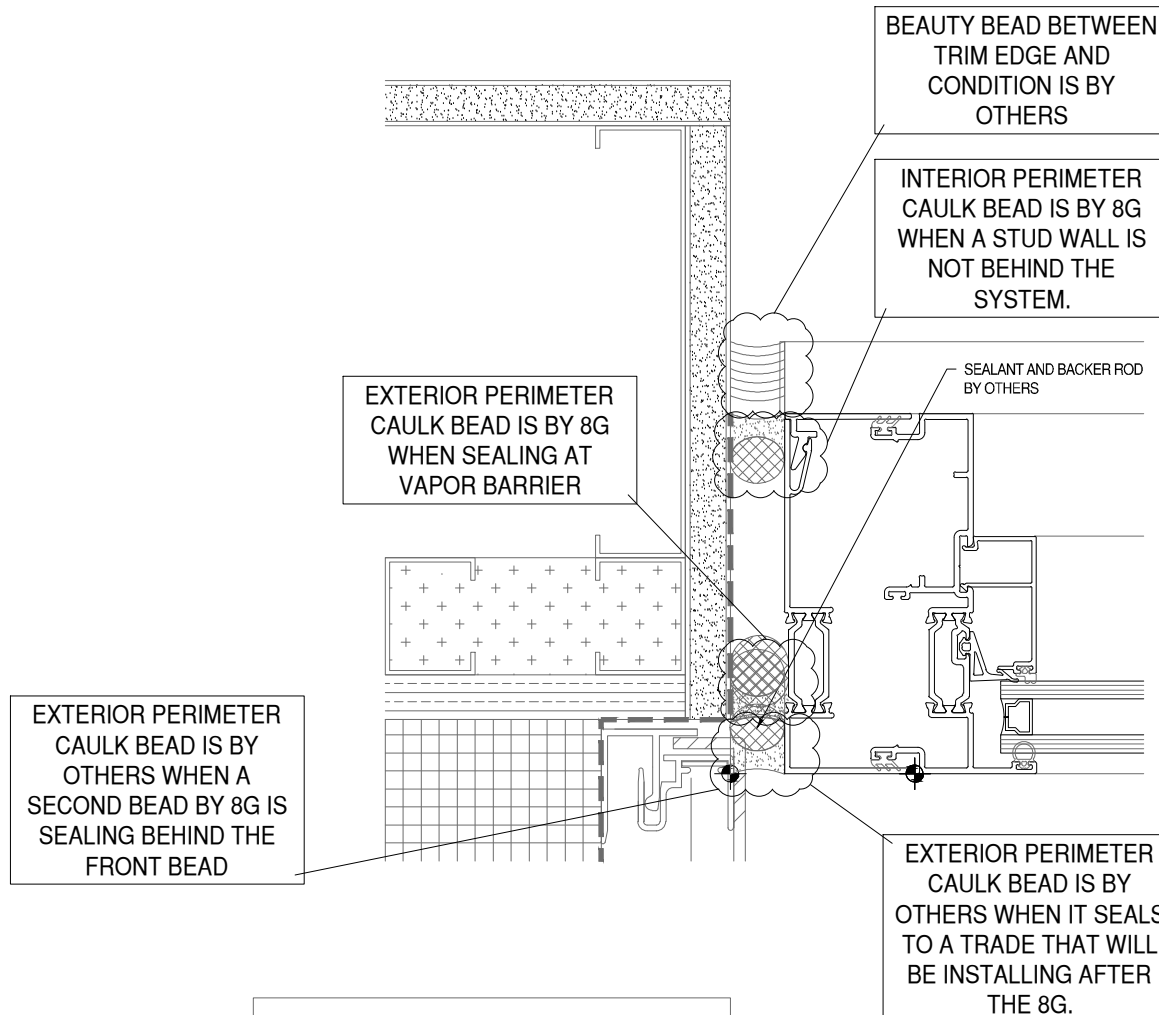 BEAUTY BEAD BETWEEN
TRIM EDGE AND
CONDITION IS BY
OTHERS
INTERIOR PERIMETER
CAULK BEAD IS BY 8G
WHEN A STUD WALL IS
NOT BEHIND THE
SYSTEM.
SEALANT AND BACKER ROD
BY OTHERS
EXTERIOR PERIMETER
CAULK BEAD IS BY 8G
WHEN SEALING AT
VAPOR BARRIER
EXTERIOR PERIMETER
CAULK BEAD IS BY
OTHERS WHEN A
SECOND BEAD BY 8G IS
SEALING BEHIND THE
FRONT BEAD
EXTERIOR PERIMETER
CAULK BEAD IS BY
OTHERS WHEN IT SEALS
TO A TRADE THAT WILL
BE INSTALLING AFTER
THE 8G.